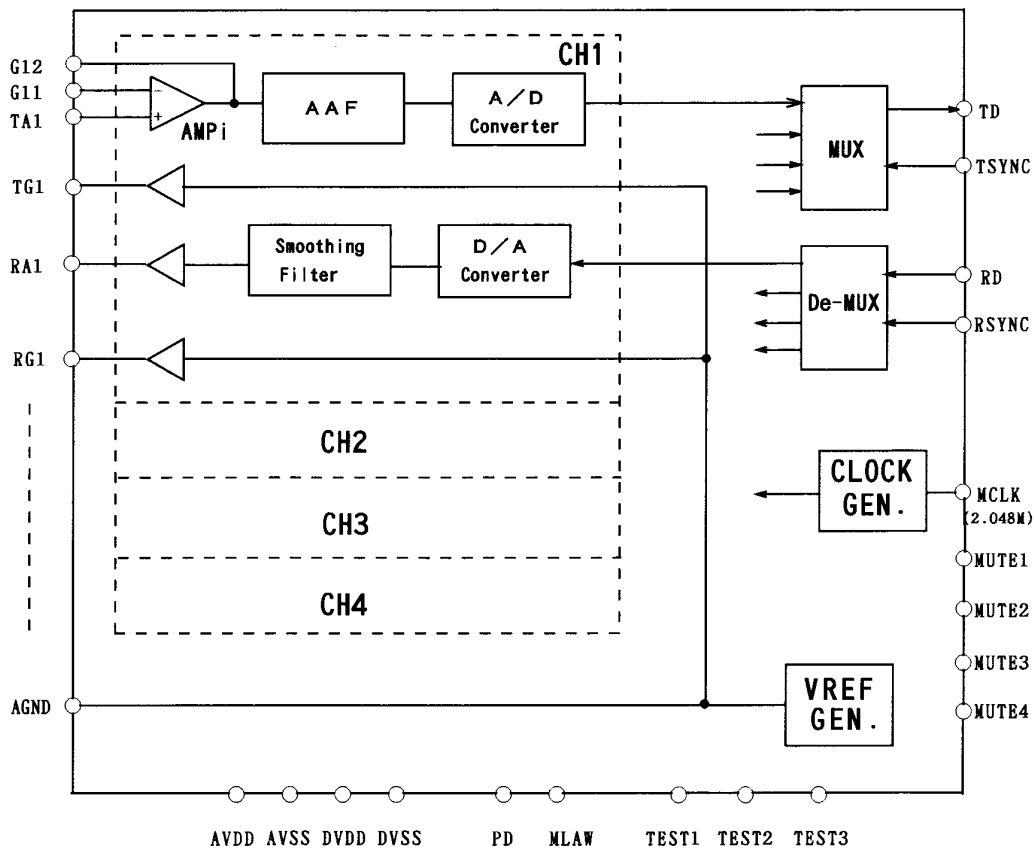 CH1
G12
G11
TA1
AMPi
AAF
A/D
Converter
MUX
TD
TSYNC
TG1
RA1
Smoothing
Filter
D/A
Converter
De-MUX
RD
RSYNC
RG1
CH2
CH3
CH4
CLOCK
GEN.
MCLK
(2.048M)
MUTE1
MUTE2
MUTE3
MUTE4
AGND
VREF
GEN.
AVDD AVSS DVDD DVSS PD MLAW TEST1 TEST2 TEST3